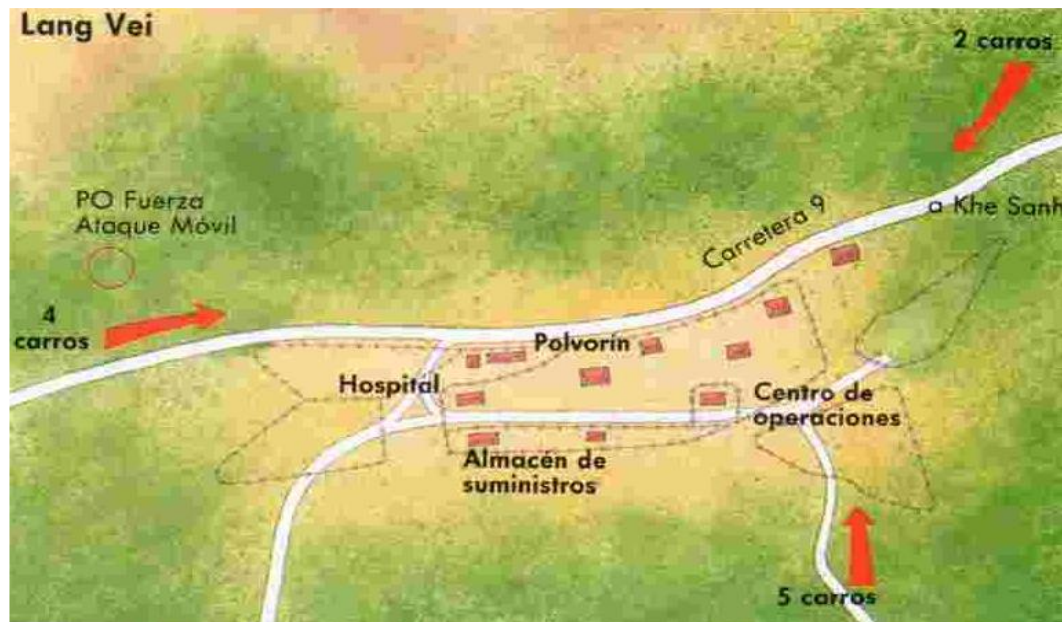 Lang Vei
2 carros
PO Fuerza
Ataque Móvil
a Khe Sanh
Carretera 9
4
carros
Polvorín
Hospital
Centro de
operaciones
Almacén de
suministros
5 carros